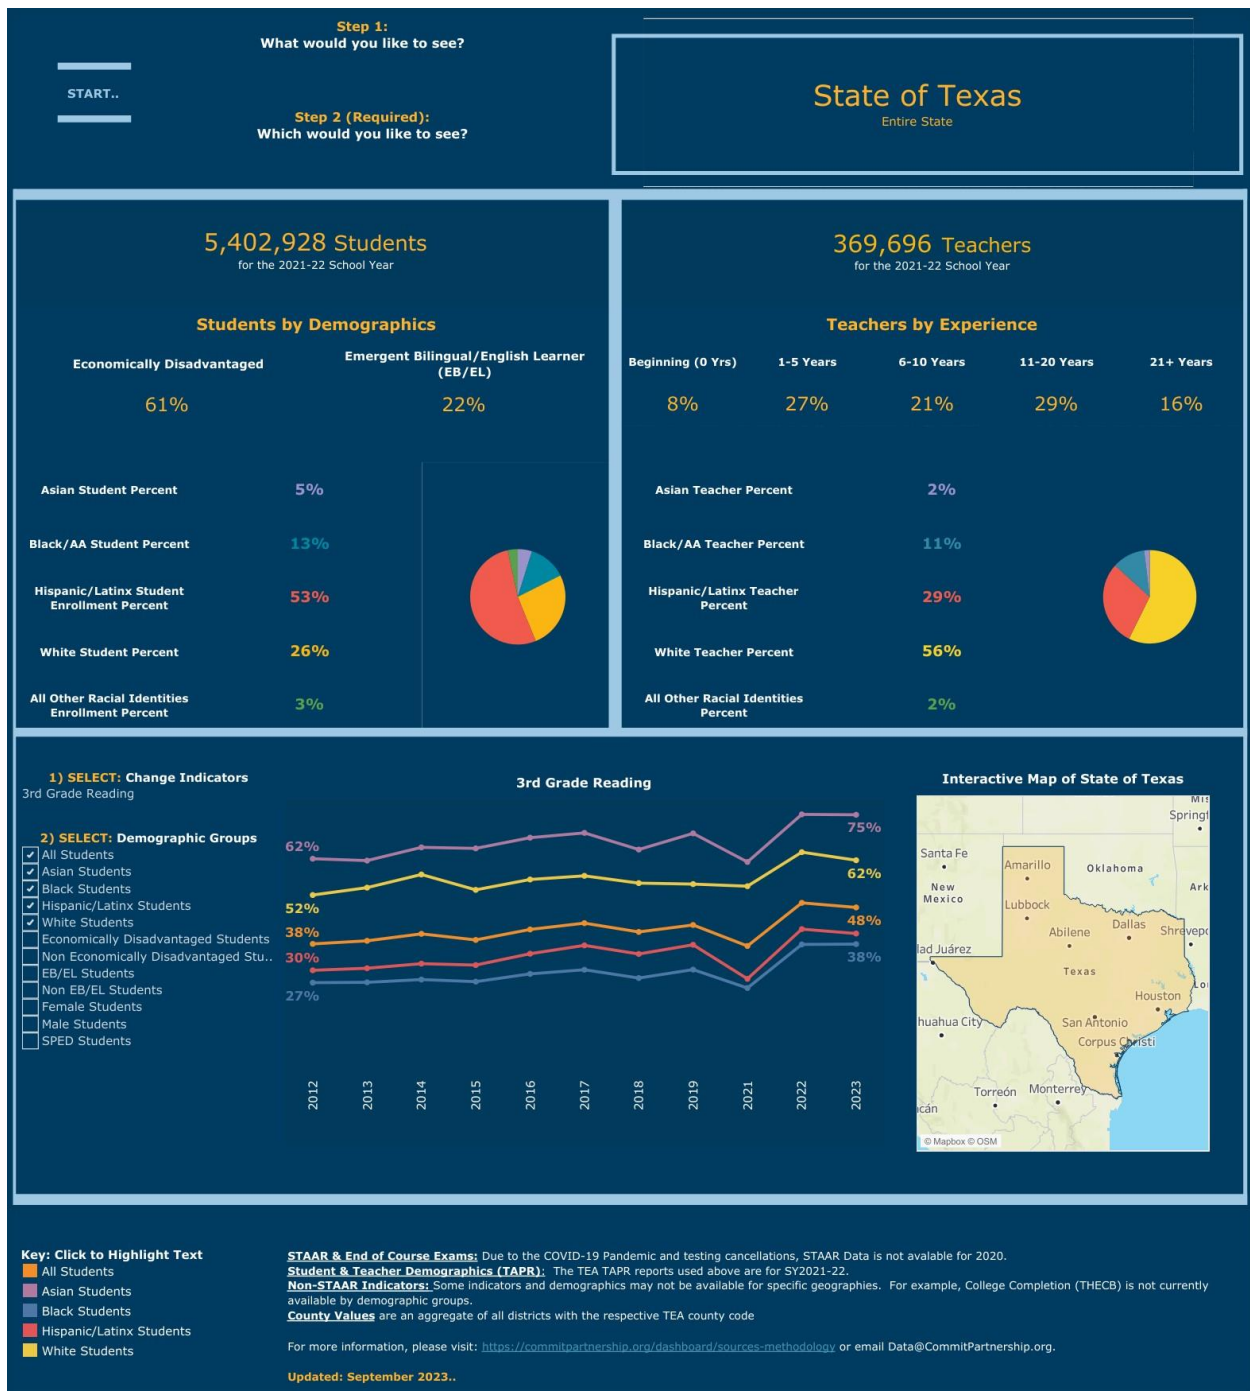 Step 1:
What would you like to see?
START..
Step 2 (Required):
Which would you like to see?
State of Texas
Entire State
5,402,928 Students
for the 2021-22 School Year
Students by Demographics
Economically Disadvantaged
Emergent Bilingual/English Learner
(EB/EL)
61%
22%
Asian Student Percent
5%
Black/AA Student Percent
13%
Hispanic/Latinx Student
Enrollment Percent
53%
White Student Percent
26%
All Other Racial Identities
Enrollment Percent
3%
369,696 Teachers
for the 2021-22 School Year
Teachers by Experience
Beginning (0 Yrs)
1-5 Years
6-10 Years
11-20 Years
21+ Years
8%
27%
21%
29%
16%
Asian Teacher Percent
2%
Black/AA Teacher Percent
11%
Hispanic/Latinx Teacher
Percent
29%
White Teacher Percent
56%
All Other Racial Identities
Percent
2%
1) SELECT: Change Indicators
3rd Grade Reading
2) SELECT: Demographic Groups
All Students
Asian Students
Black Students
Hispanic/Latinx Students
White Students
Economically Disadvantaged Students
Non Economically Disadvantaged Stu..
EB/EL Students
Non EB/EL Students
Female Students
Male Students
SPED Students
3rd Grade Reading
62%
75%
52%
62%
38%
48%
30%
27%
38%
2012
2013
2014
2015
2016
2017
2018
2019
2021
2022
2023
Interactive Map of State of Texas
Mis
Springf
Santa Fe
Amarillo
Oklahoma
New
Mexico
Ark
Lubbock
Abilene
Dallas
Shrevepo
dad Juárez
Texas
Lou
Houston
huahua City
San Antonio
Corpus Christi
Torreón
Monterrey
acán
© Mapbox © OSM
Key: Click to Highlight Text
All Students
Asian Students
Black Students
Hispanic/Latinx Students
White Students
STAAR & End of Course Exams: Due to the COVID-19 Pandemic and testing cancellations, STAAR Data is not avalable for 2020.
Student & Teacher Demographics (TAPR): The TEA TAPR reports used above are for SY2021-22.
Non-STAAR Indicators: Some indicators and demographics may not be available for specific geographies. For example, College Completion (THECB) is not currently
available by demographic groups.
County Values are an aggregate of all districts with the respective TEA county code
For more information, please visit: https://commitpartnership.org/dashboard/sources-methodology or email Data@CommitPartnership.org.
Updated: September 2023..